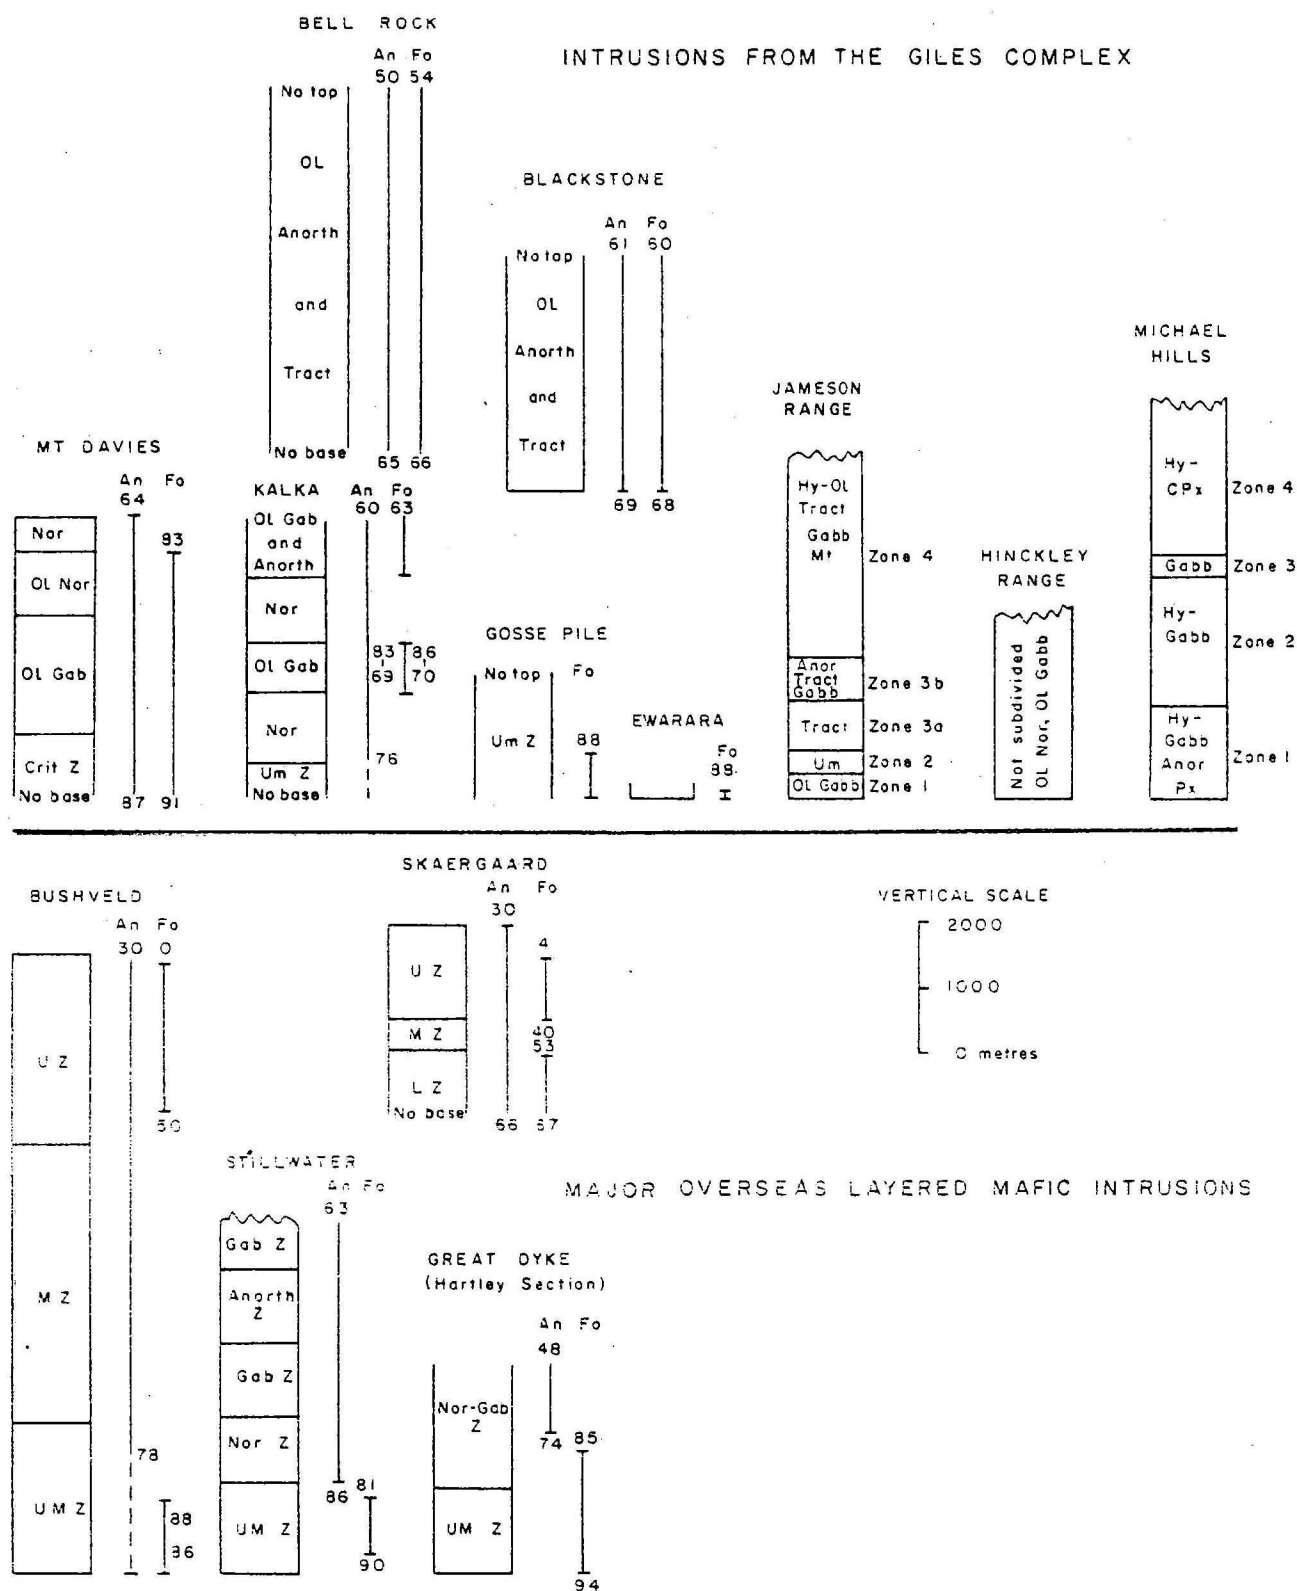 INTRUSIONS FROM THE GILES COMPLEX
BELL ROCK
An Fo
50 54
No top
OL
Anorth
and
Tract
No base
65 66
BLACKSTONE
An Fo
61 60
No top
OL
Anorth
and
Tract
69 68
MT DAVIES
An Fo
64
83
Nor
OL Nor
OL Gab
Crit Z
No base
87 91
KALKA
An Fo
60 63
OL Gab
and
Anorth
Nor
OL Gab
83 86
69 70
Nor
76
Um Z
No base
GOSSE PILE
No top Fo
Um Z
88
EWARARA
Fo
89
JAMESON
RANGE
Hy-OL
Tract
Gabb
Mt
Zone 4
Anor
Tract
Gabb
Zone 3b
Tract Zone 3a
Um Zone 2
OL Gabb Zone 1
HINCKLEY
RANGE
Not subdivided
OL Nor, OL Gabb
MICHAEL
HILLS
Hy-
CPx
Zone 4
Gabb Zone 3
Hy-
Gabb
Zone 2
Hy-
Gabb
Anor
Px
Zone 1
BUSHVELD
An Fo
30 0
U Z
50
M Z
78
UM Z
88
86
SKAERGAARD
An Fo
30
4
U Z
M Z
40
53
L Z
No base
66 67
VERTICAL SCALE
2000
1000
0 metres
MAJOR OVERSEAS LAYERED MAFIC INTRUSIONS
STILLWATER
An Fo
63
Gab Z
Anorth
Z
Gab Z
Nor Z
86 81
UM Z
90
GREAT DYKE
(Hartley Section)
An Fo
48
Nor-Gab
Z
74 85
UM Z
94